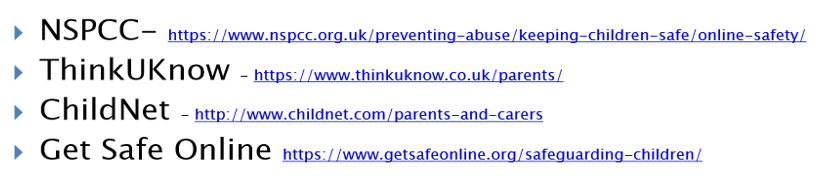 NSPCC- https://www.nspcc.org.uk/preventing-abuse/keeping-children-safe/online-safety/
ThinkUKnow - https://www.thinkuknow.co.uk/parents/
ChildNet - http://www.childnet.com/parents-and-carers
Get Safe Online https://www.getsafeonline.org/safeguarding-children/